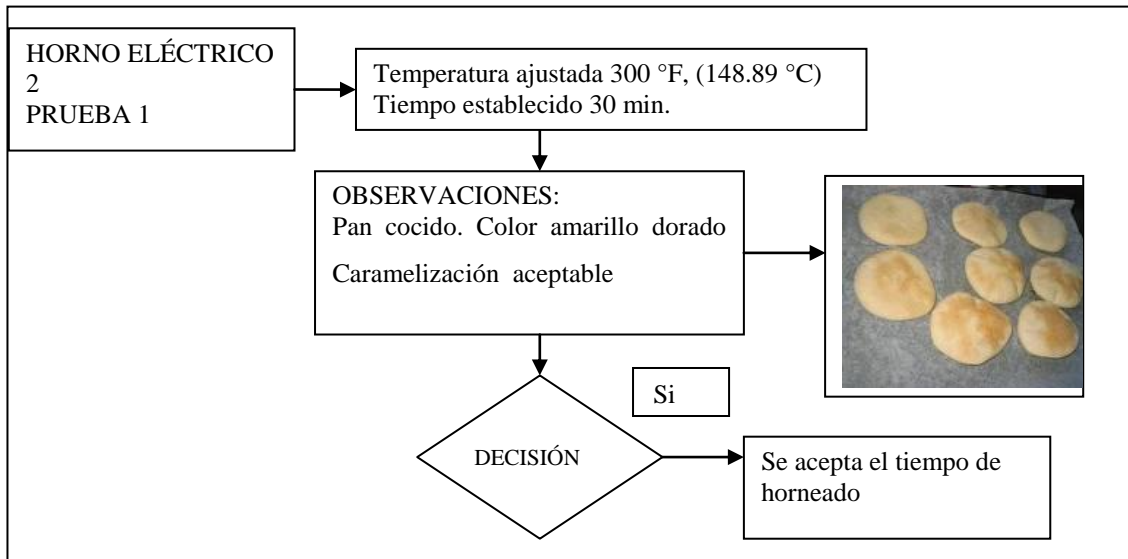 HORNO ELÉCTRICO
2
PRUEBA 1
Temperatura ajustada 300 °F, (148.89 °C)
Tiempo establecido 30 min.
OBSERVACIONES:
Pan cocido. Color amarillo dorado
Caramelización aceptable
Si
DECISIÓN
Se acepta el tiempo de
horneado